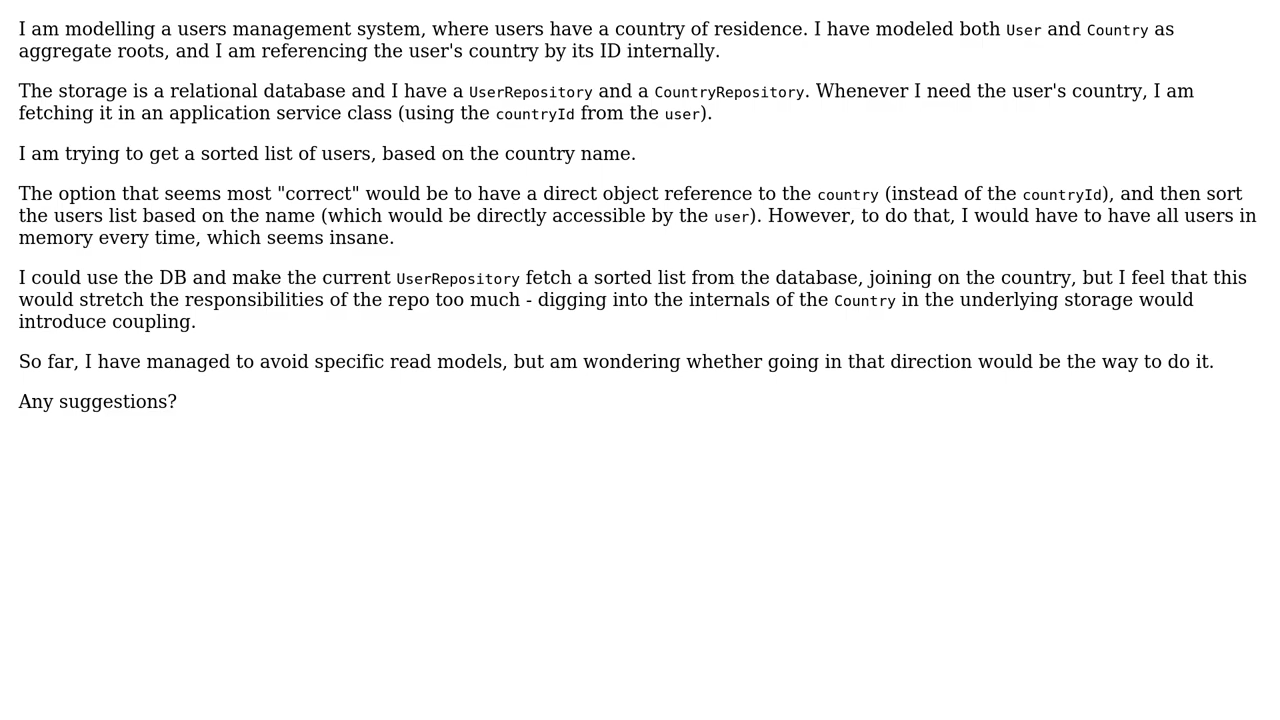 I am modelling a users management system, where users have a country of residence. I have modeled both User and Country as
aggregate roots, and I am referencing the user's country by its ID internally.
The storage is a relational database and I have a UserRepository and a CountryRepository. Whenever I need the user's country, I am
fetching it in an application service class (using the countryId from the user).
I am trying to get a sorted list of users, based on the country name.
The option that seems most "correct" would be to have a direct object reference to the country (instead of the countryId), and then sort
the users list based on the name (which would be directly accessible by the user). However, to do that, I would have to have all users in
memory every time, which seems insane.
I could use the DB and make the current UserRepository fetch a sorted list from the database, joining on the country, but I feel that this
would stretch the responsibilities of the repo too much - digging into the internals of the Country in the underlying storage would
introduce coupling.
So far, I have managed to avoid specific read models, but am wondering whether going in that direction would be the way to do it.
Any suggestions?